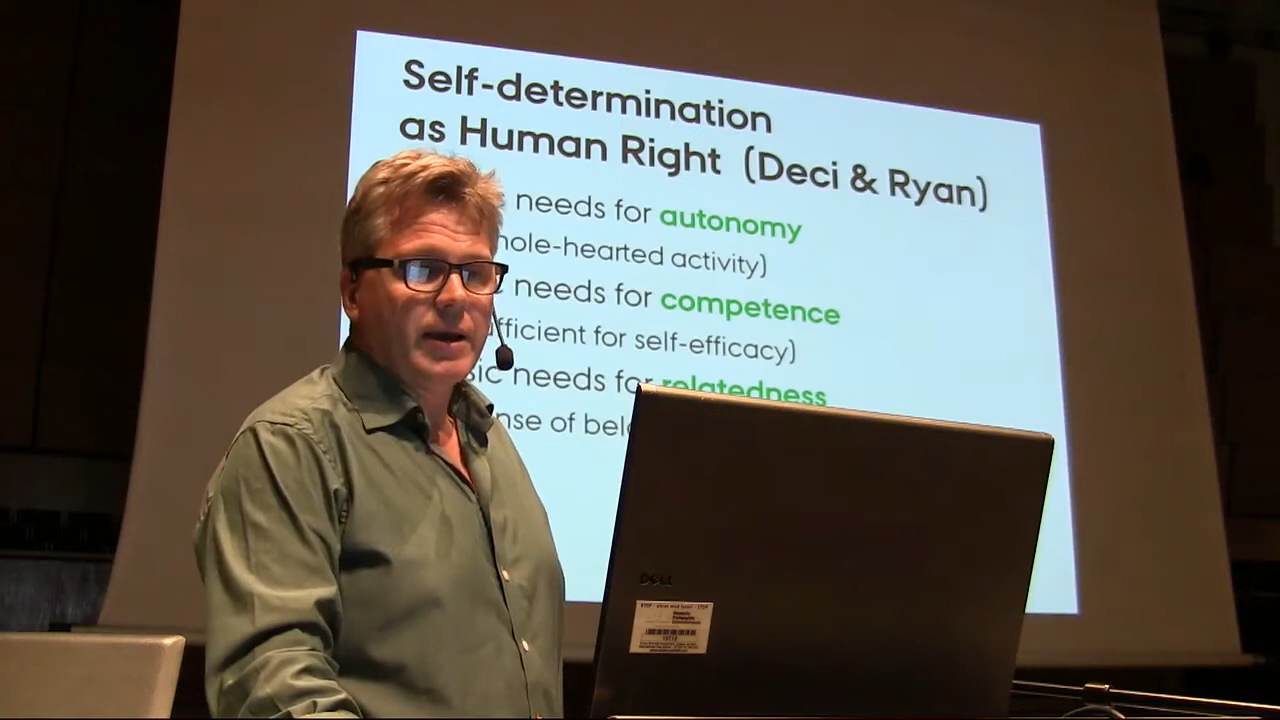 Self-determination
as Human Right (Deci & Ryan)
needs for autonomy
hole-hearted activity)
needs for competence
fficient for self-efficacy)
sic needs for relatedness
nse of bel
DELL